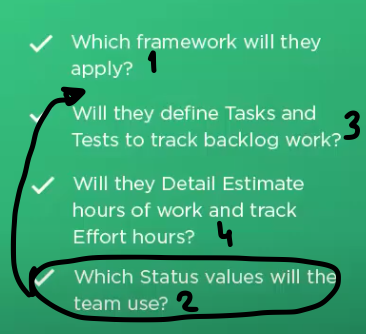 Which framework will they
apply? 1
Will they define Tasks and
Tests to track backlog work? 3
Will they Detail Estimate
hours of work and track
Effort hours? 4
Which Status values will the
team use? 2